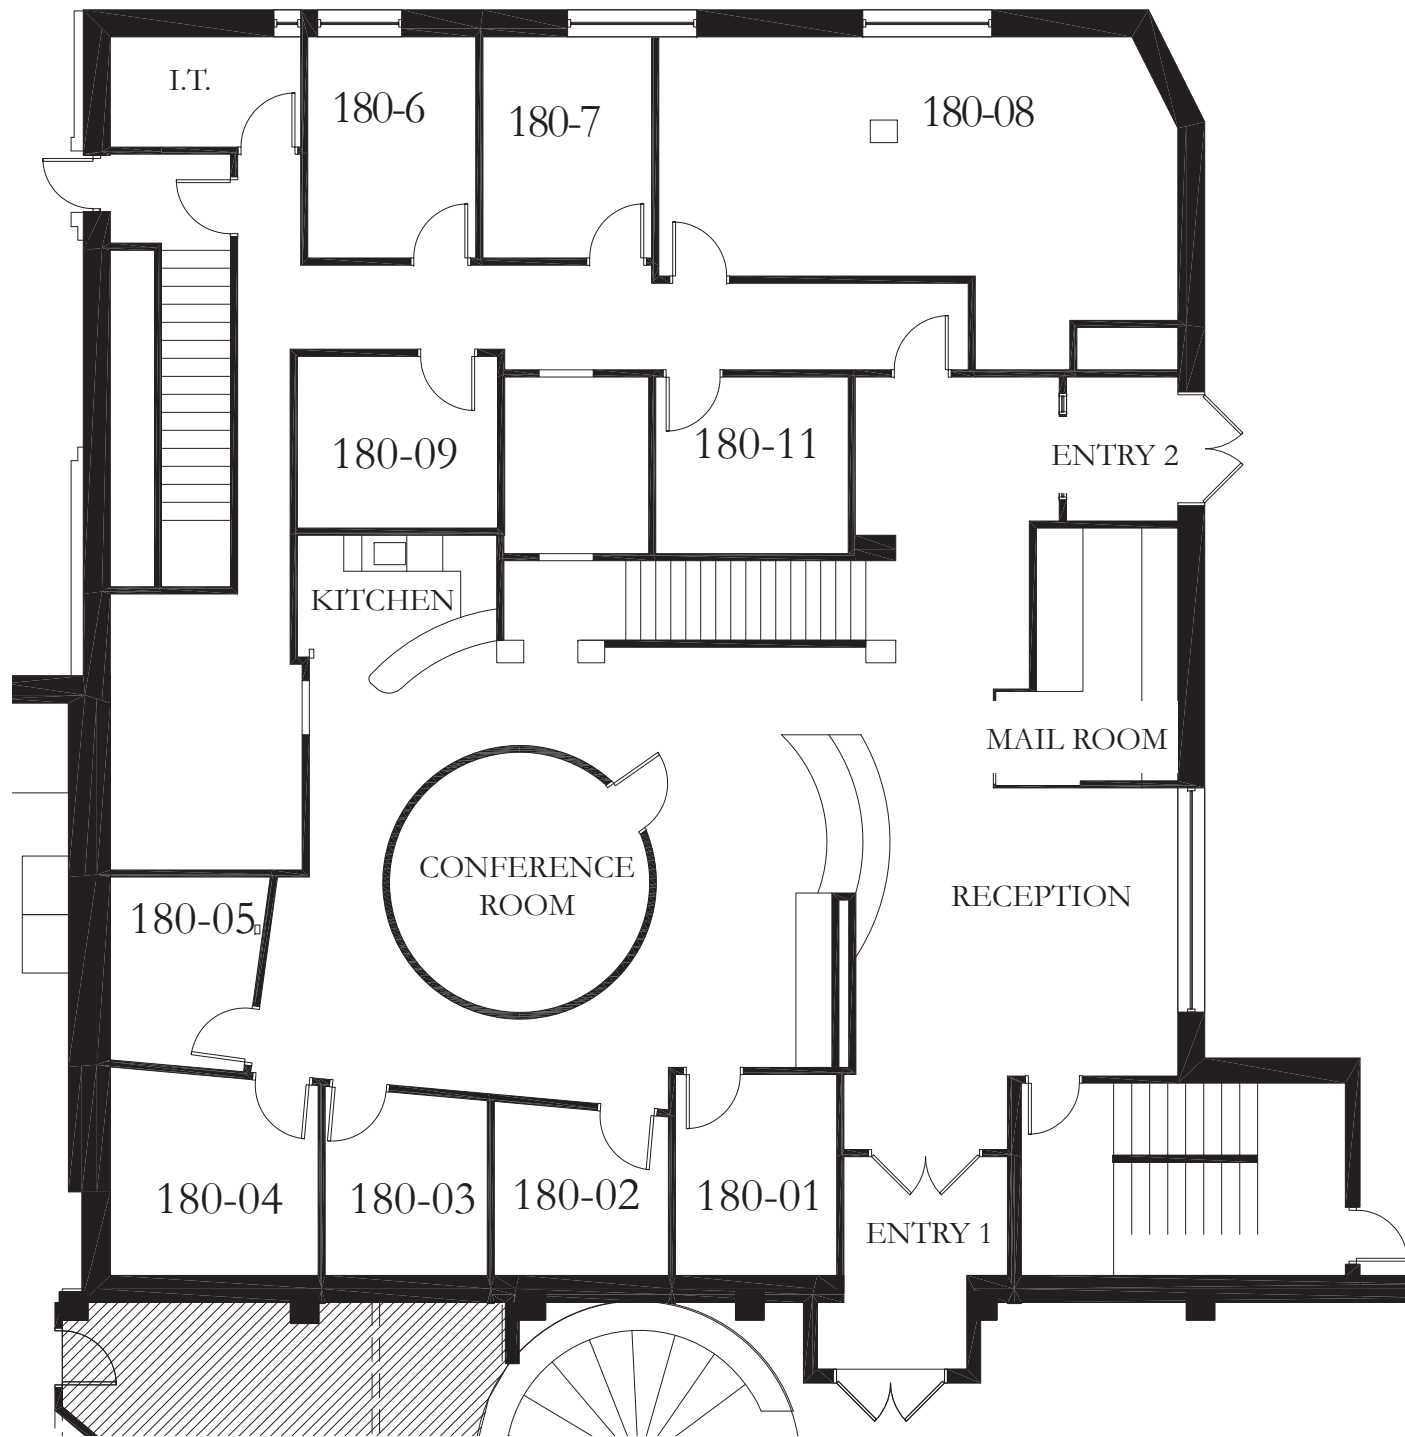 I.T.
180-6
180-7
180-08
180-09
180-11
ENTRY 2
KITCHEN
MAIL ROOM
CONFERENCE
ROOM
RECEPTION
180-05
180-04
180-03
180-02
180-01
ENTRY 1